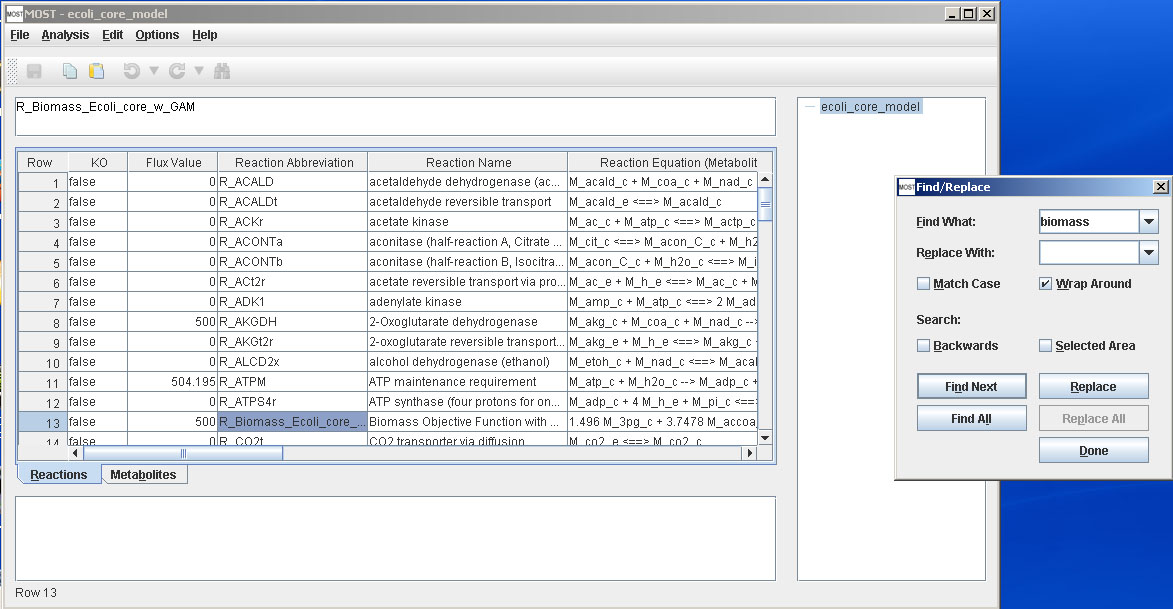 MOST MOST - ecoli_core_model
File Analysis Edit Options Help
R_Biomass_Ecoli_core_w_GAM
ecoli_core_model
Row KO Flux Value Reaction Abbreviation Reaction Name Reaction Equation (Metabolit
1 false 0 R_ACALD acetaldehyde dehydrogenase (ac... M_acald_c + M_coa_c + M_nad_c
2 false 0 R_ACALDt acetaldehyde reversible transport M_acald_e <==> M_acald_c
3 false 0 R_ACKr acetate kinase M_ac_c + M_atp_c <==> M_actp_c
4 false 0 R_ACONTa aconitase (half-reaction A, Citrate ... M_cit_c <==> M_acon_C_c + M_h2
5 false 0 R_ACONTb aconitase (half-reaction B, Isocitra... M_acon_C_c + M_h2o_c <==> M_i
6 false 0 R_ACt2r acetate reversible transport via pro... M_ac_e + M_h_e <==> M_ac_c + M
7 false 0 R_ADK1 adenylate kinase M_amp_c + M_atp_c <==> 2 M_ad
8 false 500 R_AKGDH 2-Oxoglutarate dehydrogenase M_akg_c + M_coa_c + M_nad_c -->
9 false 0 R_AKGt2r 2-oxoglutarate reversible transport... M_akg_e + M_h_e <==> M_akg_c
10 false 0 R_ALCD2x alcohol dehydrogenase (ethanol) M_etoh_c + M_nad_c <==> M_acal
11 false 504.195 R_ATPM ATP maintenance requirement M_atp_c + M_h2o_c --> M_adp_c +
12 false 0 R_ATPS4r ATP synthase (four protons for on... M_adp_c + 4 M_h_e + M_pi_c <==>
13 false 500 R_Biomass_Ecoli_core_... Biomass Objective Function with ... 1.496 M_3pg_c + 3.7478 M_accoa
14 false 0 R_CO2t CO2 transporter via diffusion M_co2_e <==> M_co2_c
Reactions Metabolites
Row 13
MOST Find/Replace
Find What: biomass
Replace With:
Match Case Wrap Around
Search:
Backwards Selected Area
Find Next Replace
Find All Replace All
Done